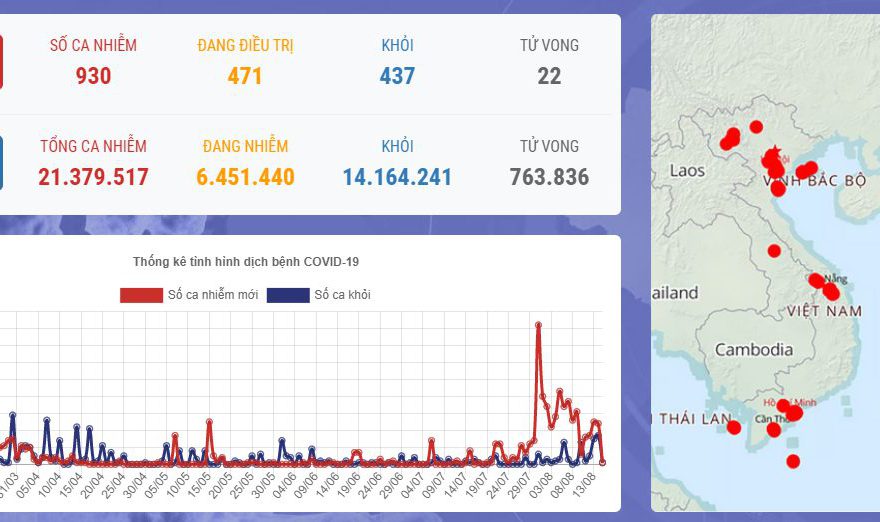 SỐ CA NHIỄM ĐANG ĐIỀU TRỊ KHỎI TỬ VONG
930 471 437 22
TỔNG CA NHIỄM ĐANG NHIỄM KHỎI TỬ VONG
21.379.517 6.451.440 14.164.241 763.836
Thống kê tình hình dịch bệnh COVID-19
Số ca nhiễm mới Số ca khỏi
31/03 05/04 10/04 15/04 20/04 25/04 30/04 05/05 10/05 15/05 20/05 25/05 30/05 04/06 09/06 14/06 19/06 24/06 29/06 04/07 09/07 14/07 19/07 24/07 29/07 03/08 08/08 13/08
Laos
VỊNH BẮC BỘ
ailand
Nẵng
VIỆT NAM
Cambodia
Minh
THÁI LAN
Cần